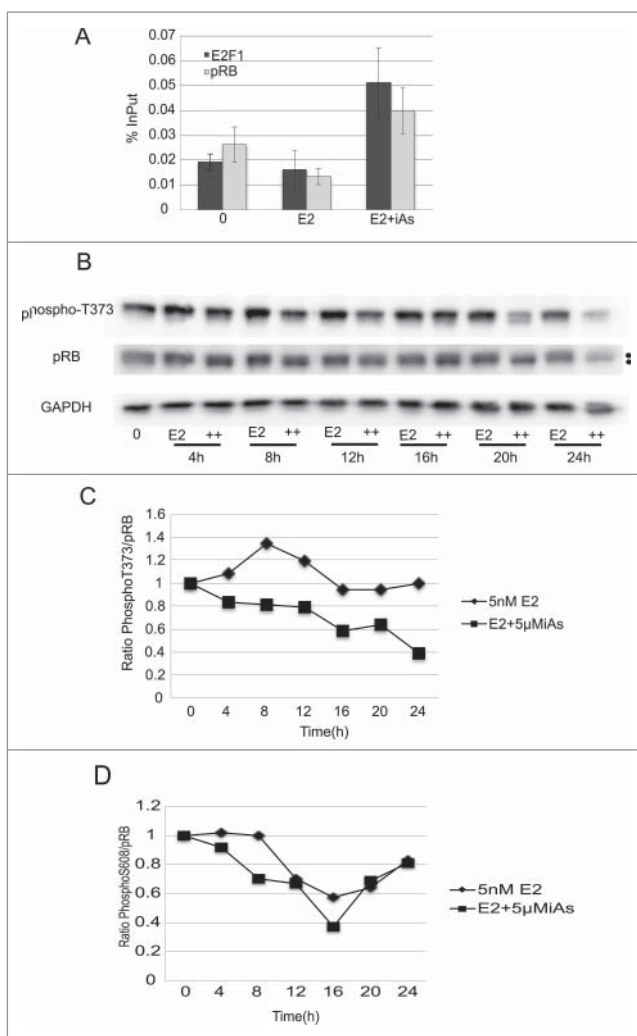 A
0.07
0.06
0.05
0.04
0.03
0.02
0.01
0
% InPut
E2F1
pRB
0 E2 E2+iAs
B
phospho-T373
pRB
GAPDH
0 E2 ++ E2 ++ E2 ++ E2 ++ E2 ++ E2 ++
4h 8h 12h 16h 20h 24h
C
1.6
1.4
1.2
1
0.8
0.6
0.4
0.2
0
Ratio PhosphoT373/pRB
0 4 8 12 16 20 24
Time(h)
5nM E2
E2+5µMiAs
D
1.2
1
0.8
0.6
0.4
0.2
0
Ratio PhosphoS608/pRB
0 4 8 12 16 20 24
Time(h)
5nM E2
E2+5µMiAs